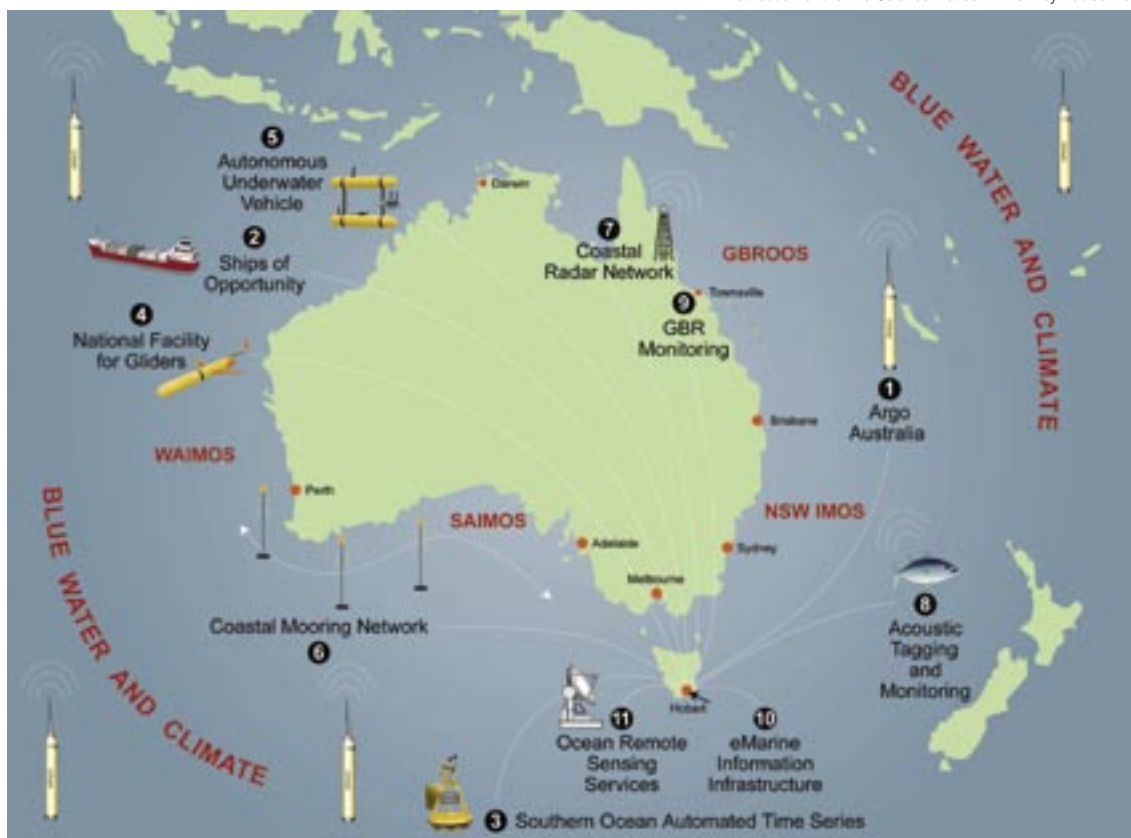 BLUE WATER AND CLIMATE
5
Autonomous
Underwater
Vehicle
Darwin
2
Ships of
Opportunity
7
Coastal
Radar Network
GBROOS
Townsville
4
National Facility
for Gliders
9
GBR
Monitoring
1
Argo
Australia
Brisbane
WAIMOS
Perth
SAIMOS
NSW IMOS
Adelaide
Sydney
Melbourne
BLUE WATER AND CLIMATE
Coastal Mooring Network
6
8
Acoustic
Tagging
and
Monitoring
Hobart
11
Ocean Remote
Sensing
Services
10
eMarine
Information
Infrastructure
3 Southern Ocean Automated Time Series